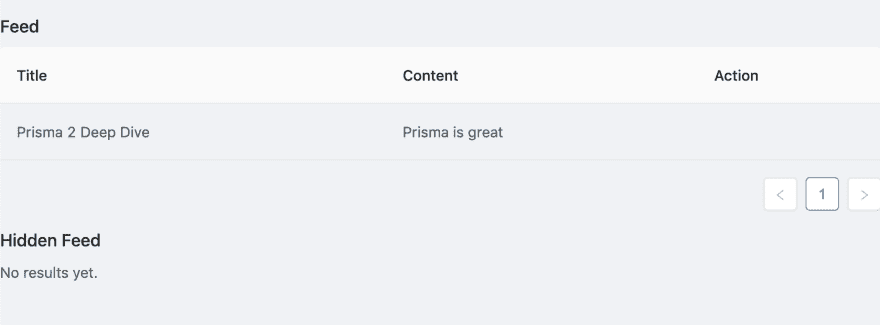 Feed
Title Content Action
Prisma 2 Deep Dive Prisma is great
< 1 >
Hidden Feed
No results yet.